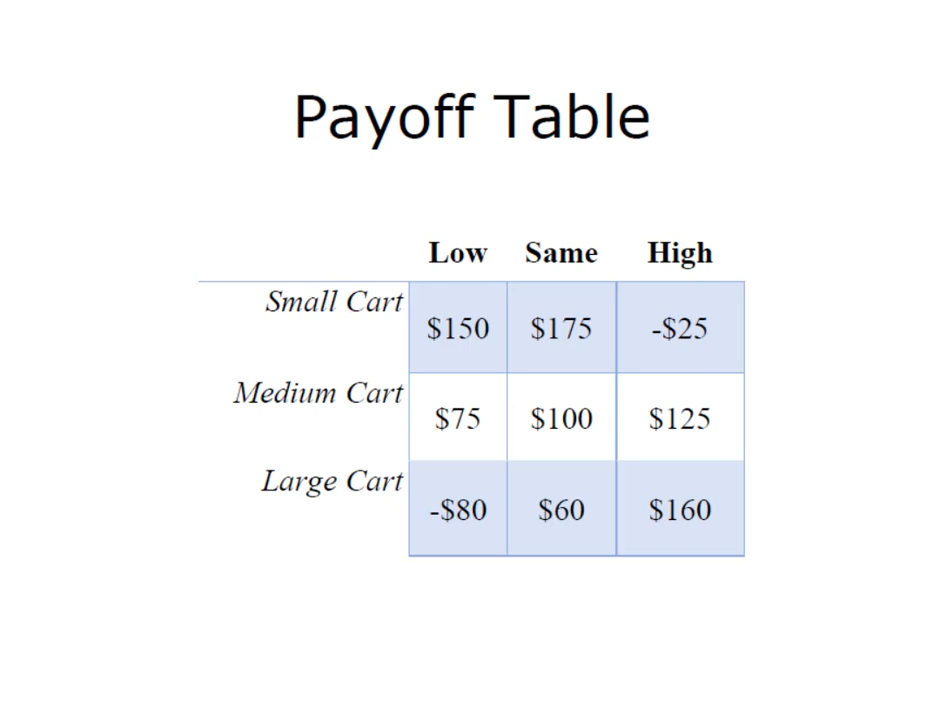 Payoff Table
Low Same High
Small Cart $150 $175 -$25
Medium Cart $75 $100 $125
Large Cart -$80 $60 $160